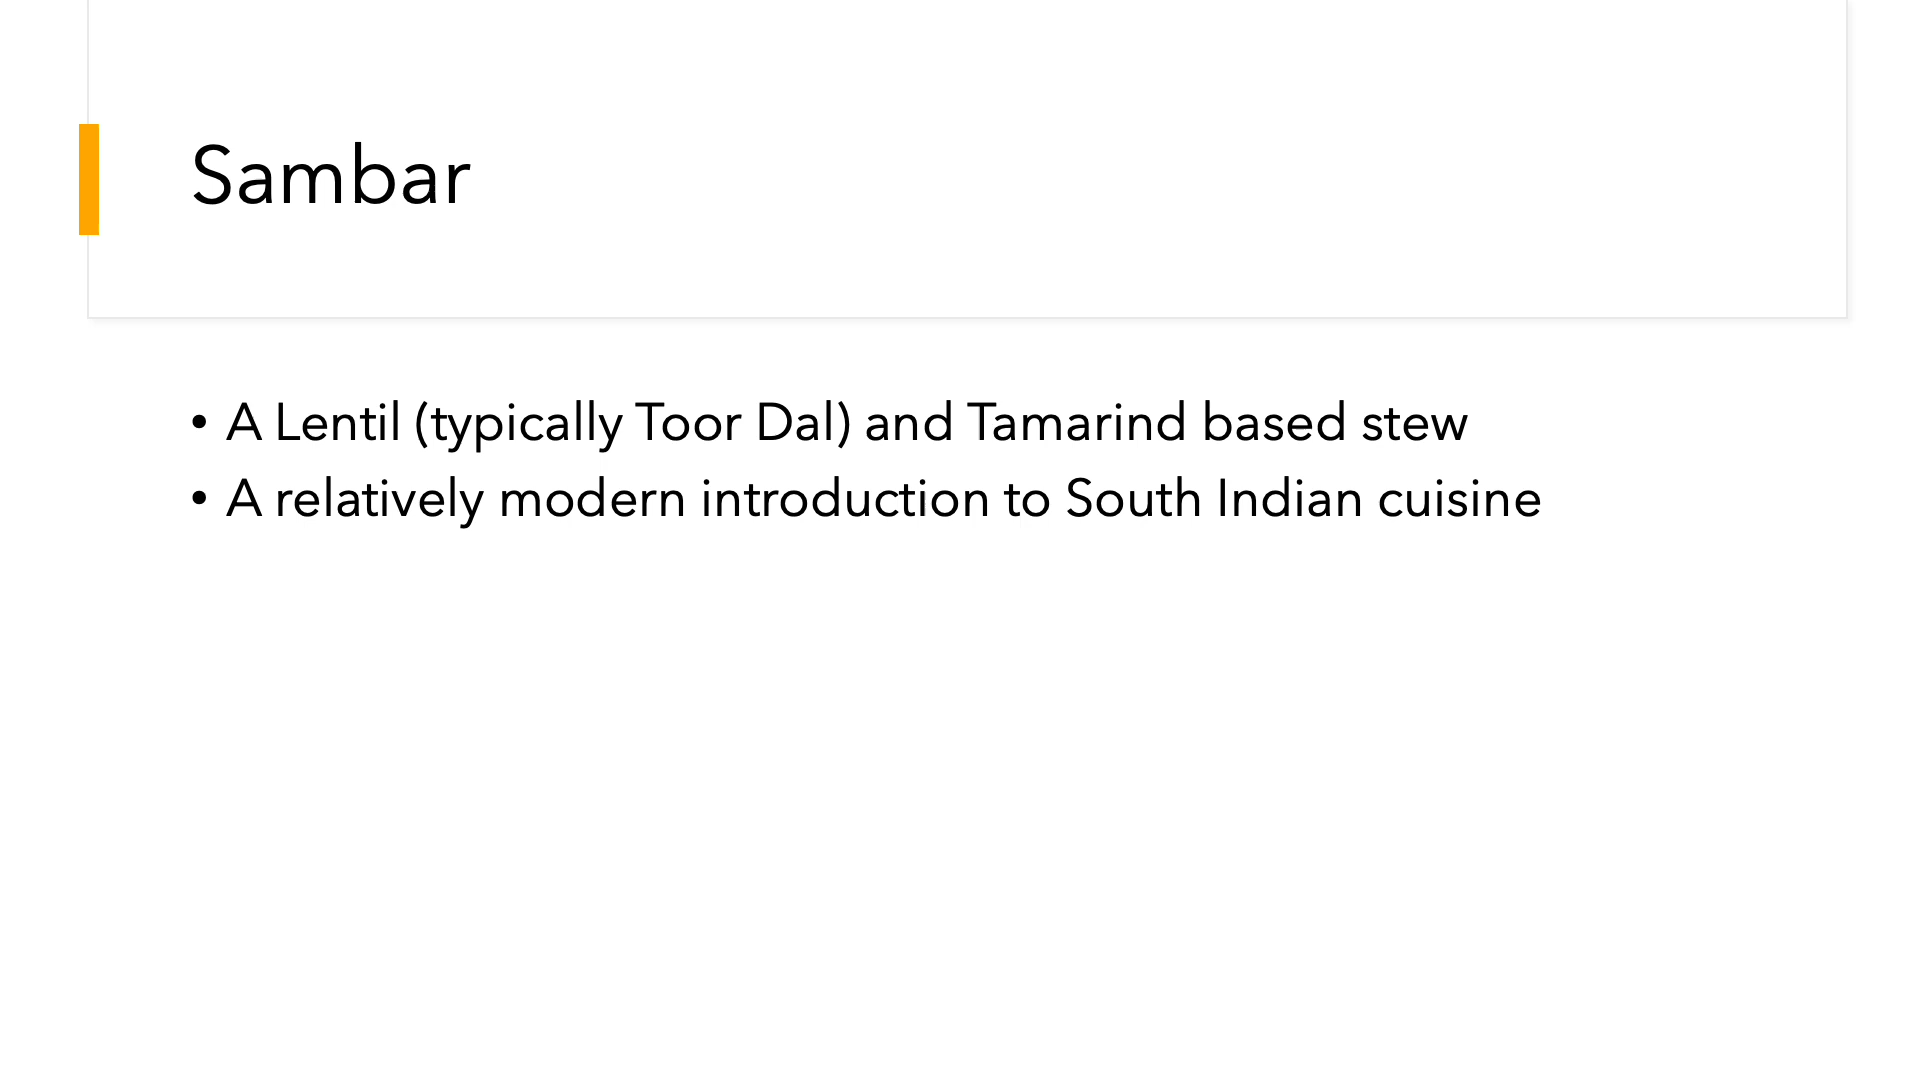 Sambar
• A Lentil (typically Toor Dal) and Tamarind based stew
• A relatively modern introduction to South Indian cuisine